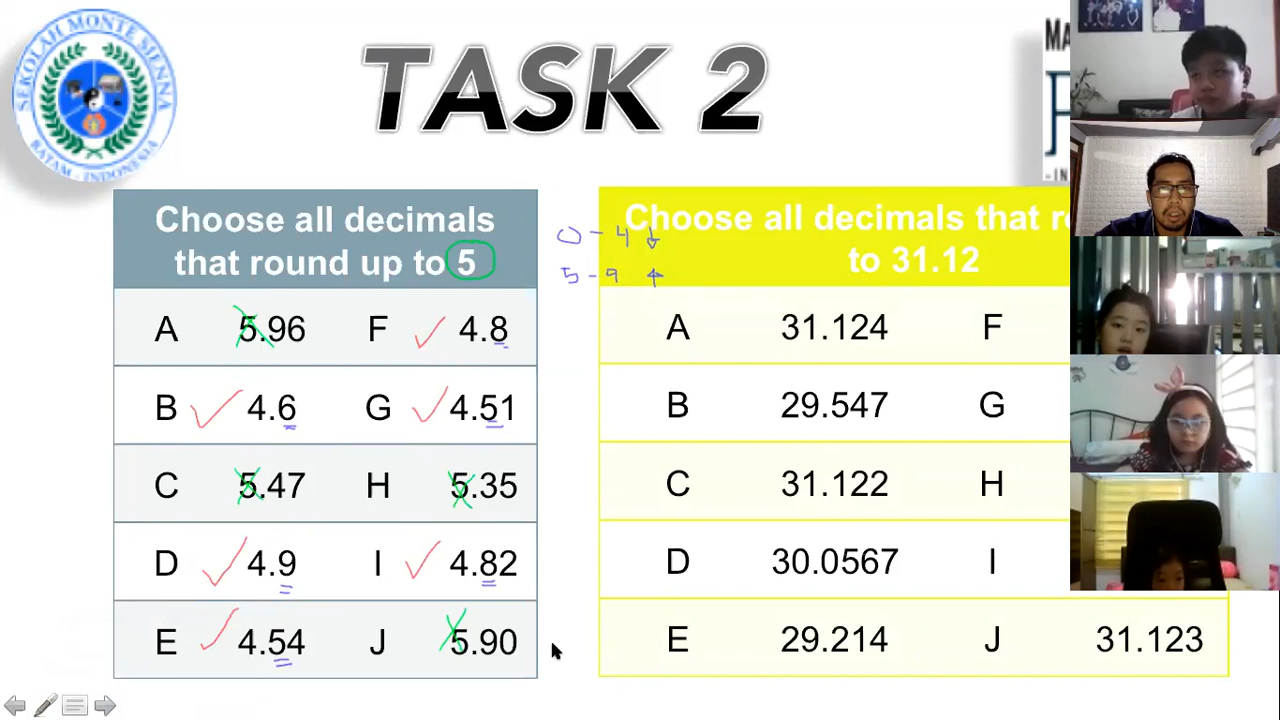 SEKOLAH MONTE SIENNA
BATAM - INDONESIA
TASK 2
MA
Choose all decimals
that round up to 5
A 5.96 F 4.8
B 4.6 G 4.51
C 5.47 H 5.35
D 4.9 I 4.82
E 4.54 J 5.90
0 - 4 ↓
5 - 9 ↑
Choose all decimals that
to 31.12
A 31.124 F
B 29.547 G
C 31.122 H
D 30.0567 I
E 29.214 J 31.123